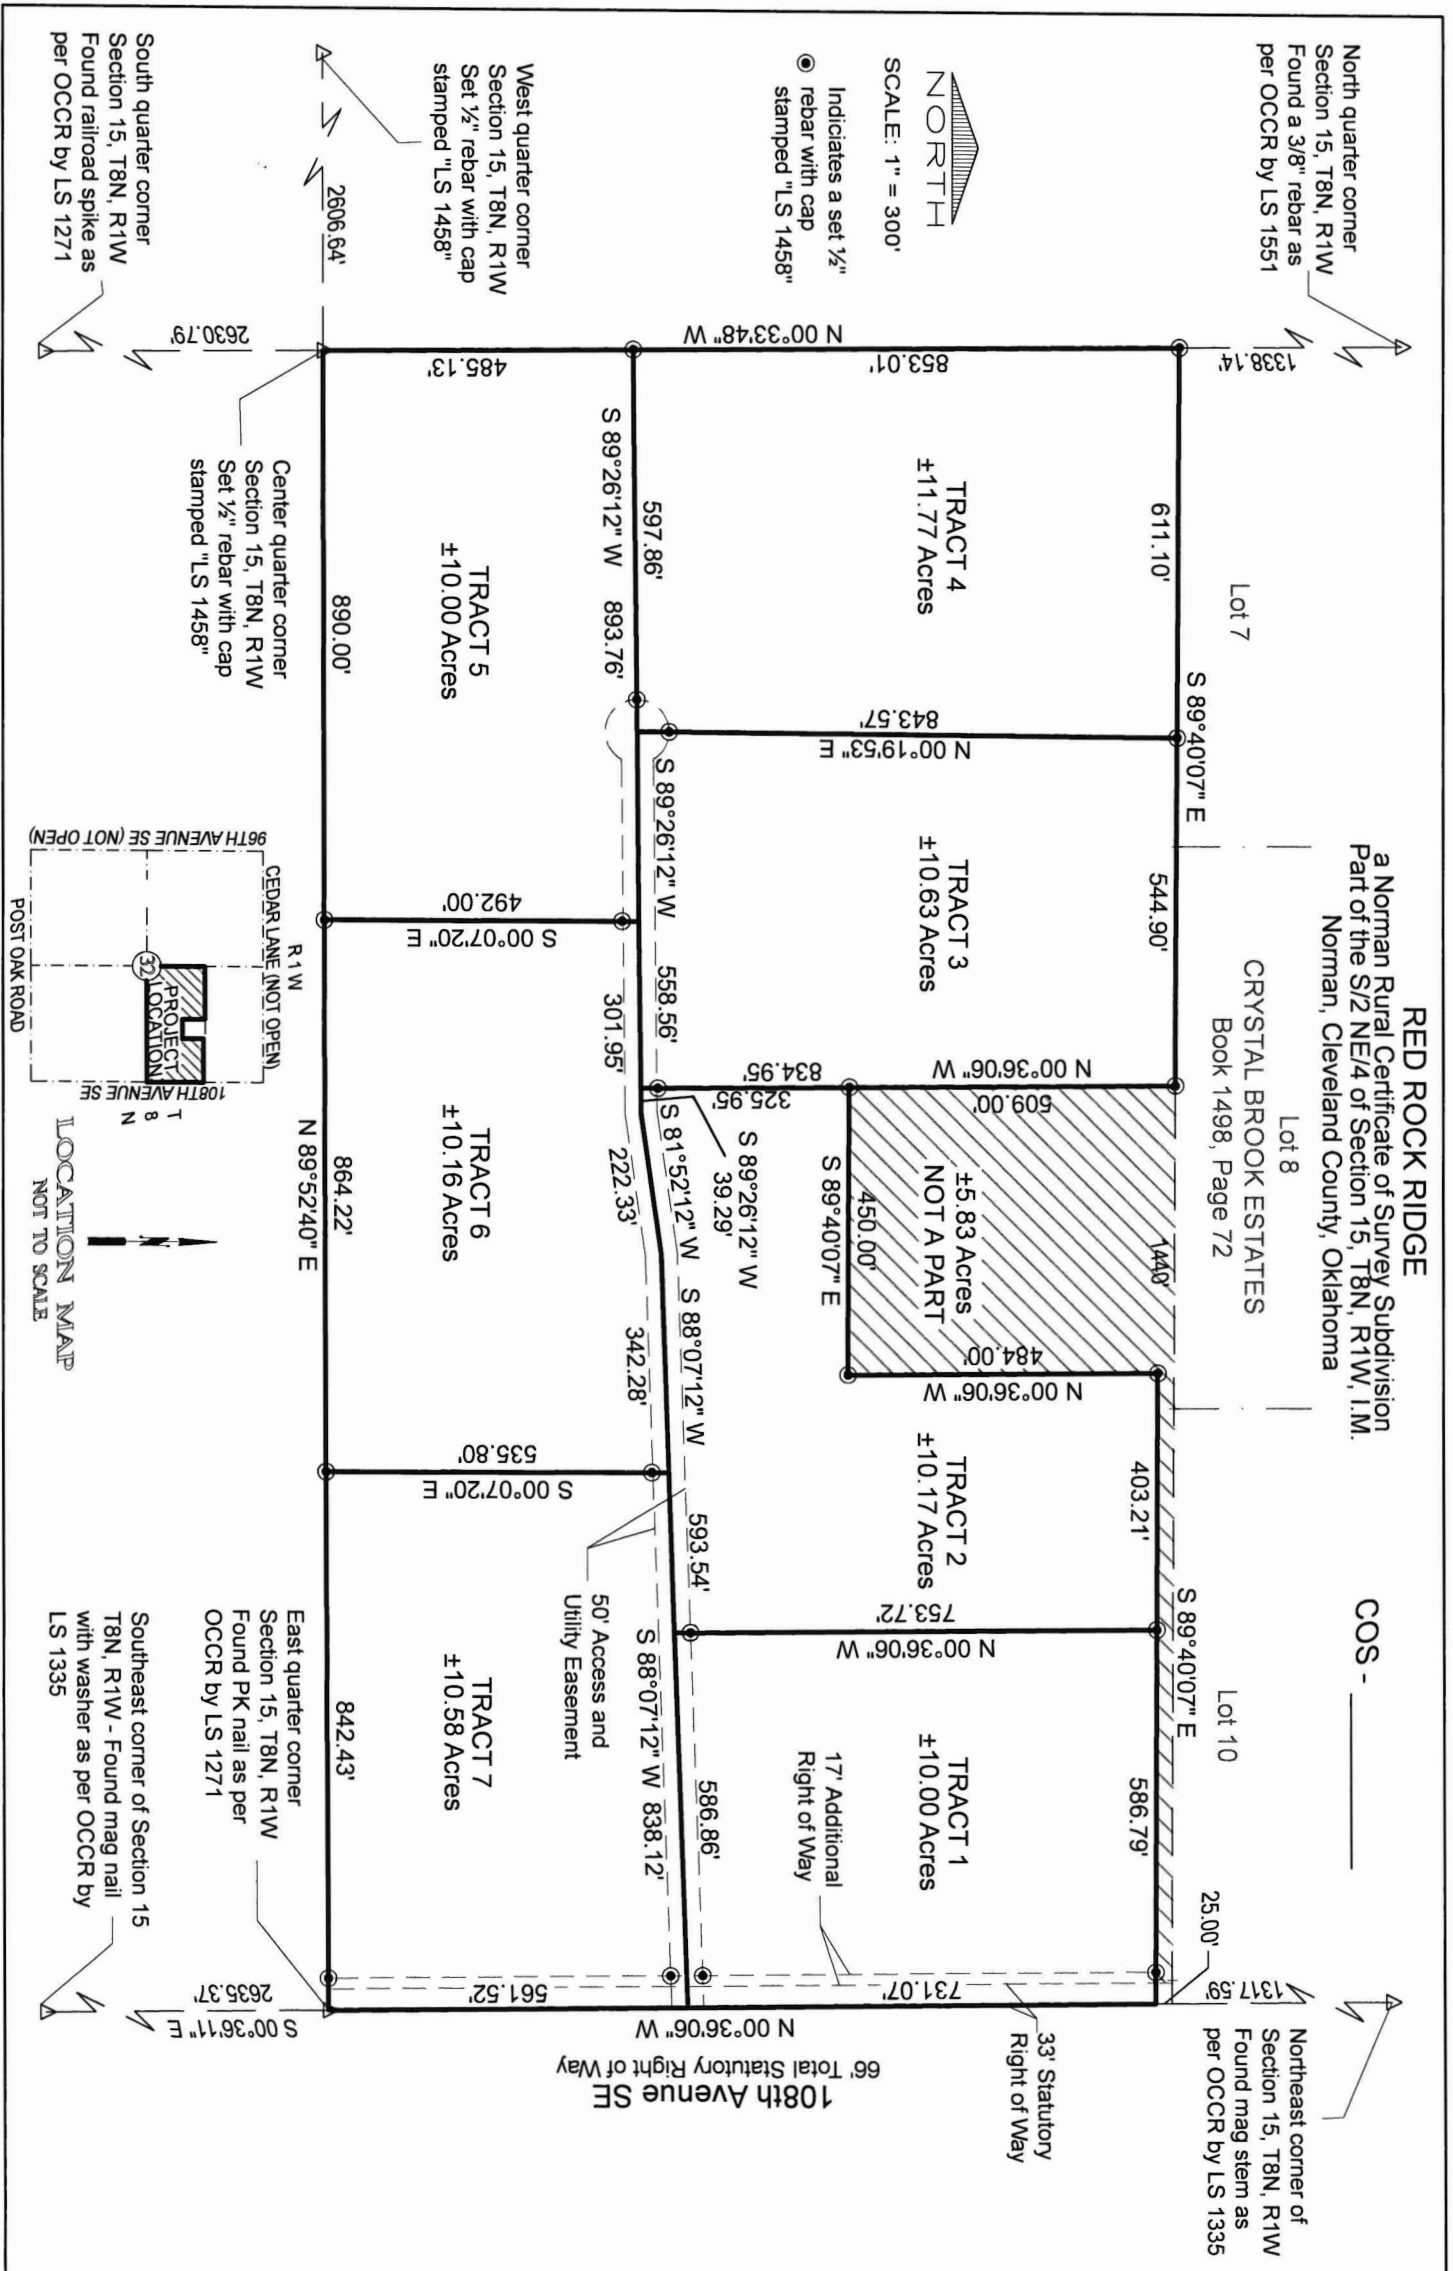 RED ROCK RIDGE
a Norman Rural Certificate of Survey Subdivision
Part of the S/2 NE/4 of Section 15, T8N, R1W, I.M.
Norman, Cleveland County, Oklahoma
COS -
North quarter corner
Section 15, T8N, R1W
Found a 3/8" rebar as
per OCCR by LS 1551
Lot 7
Lot 8
CRYSTAL BROOK ESTATES
Book 1498, Page 72
Lot 10
Northeast corner of
Section 15, T8N, R1W
Found mag stem as
per OCCR by LS 1335
1338.14'
S 89°40'07" E
611.10'
544.90'
1440'
403.21'
S 89°40'07" E
586.79'
25.00'
1317.59'
NORTH
SCALE: 1" = 300'
Indiciates a set ½"
rebar with cap
stamped "LS 1458"
N 00°33'48" W
853.01'
TRACT 4
±11.77 Acres
843.57'
N 00°19'53" E
TRACT 3
±10.63 Acres
N 00°36'06" W
509.00'
834.95'
325.95'
±5.83 Acres
NOT A PART
450.00'
S 89°40'07" E
484.00'
N 00°36'06" W
TRACT 2
±10.17 Acres
753.72'
N 00°36'06" W
TRACT 1
±10.00 Acres
17' Additional
Right of Way
731.07'
33' Statutory
Right of Way
N 00°36'06" W
66' Total Statutory Right of Way
108th Avenue SE
597.86'
S 89°26'12" W 893.76'
S 89°26'12" W 558.56'
301.95'
S 89°26'12" W
39.29'
S 81°52'12" W
222.33'
S 88°07'12" W 593.54'
342.28'
586.86'
S 88°07'12" W 838.12'
50' Access and
Utility Easement
West quarter corner
Section 15, T8N, R1W
Set ½" rebar with cap
stamped "LS 1458"
2606.64'
485.13'
TRACT 5
±10.00 Acres
492.00'
S 00°07'20" E
TRACT 6
±10.16 Acres
535.80'
S 00°07'20" E
TRACT 7
±10.58 Acres
561.52'
890.00'
864.22'
N 89°52'40" E
842.43'
South quarter corner
Section 15, T8N, R1W
Found railroad spike as
per OCCR by LS 1271
2630.79'
Center quarter corner
Section 15, T8N, R1W
Set ½" rebar with cap
stamped "LS 1458"
East quarter corner
Section 15, T8N, R1W
Found PK nail as per
OCCR by LS 1271
Southeast corner of Section 15
T8N, R1W - Found mag nail
with washer as per OCCR by
LS 1335
2635.37'
S 00°36'11" E
R 1 W
CEDAR LANE (NOT OPEN)
96TH AVENUE SE (NOT OPEN)
PROJECT
LOCATION
32
108TH AVENUE SE
T
8
N
POST OAK ROAD
LOCATION MAP
NOT TO SCALE